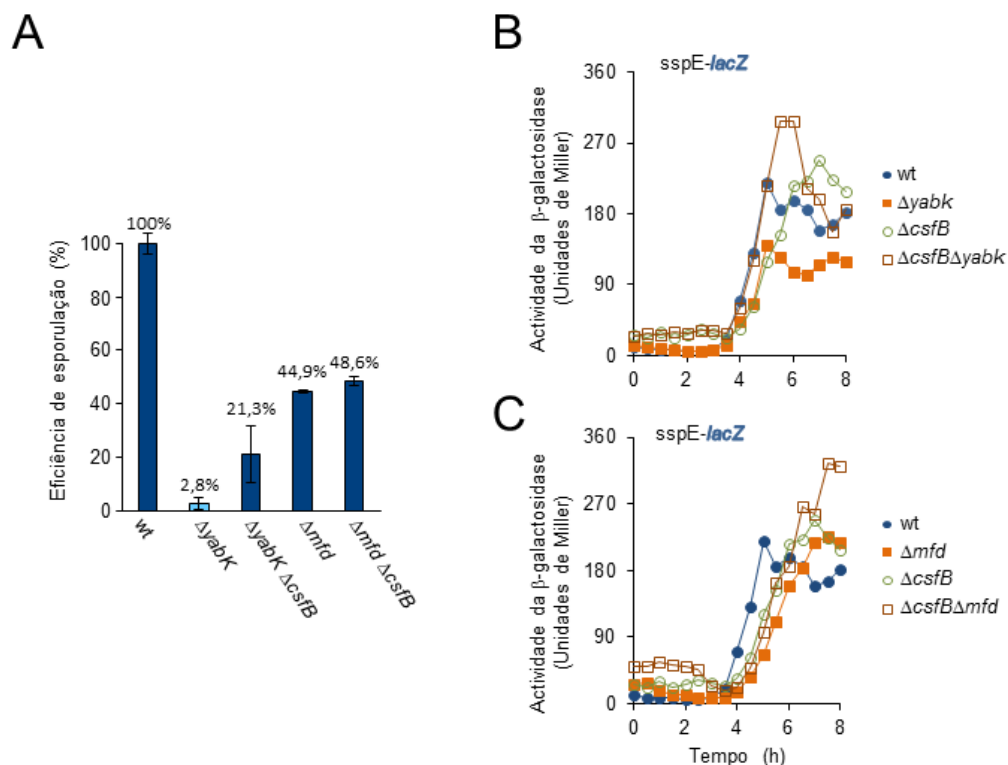 A
Eficiência de esporulação (%)
100
80
60
40
20
0
100%
2,8%
21,3%
44,9%
48,6%
wt
ΔyabK
ΔyabK ΔcsfB
Δmfd
Δmfd ΔcsfB
B
sspE-lacZ
Actividade da β-galactosidase
(Unidades de Miller)
360
270
180
90
0
0 2 4 6 8
wt
Δyabk
ΔcsfB
ΔcsfBΔyabk
C
sspE-lacZ
Actividade da β-galactosidase
(Unidades de Miller)
360
270
180
90
0
0 2 4 6 8
Tempo (h)
wt
Δmfd
ΔcsfB
ΔcsfBΔmfd